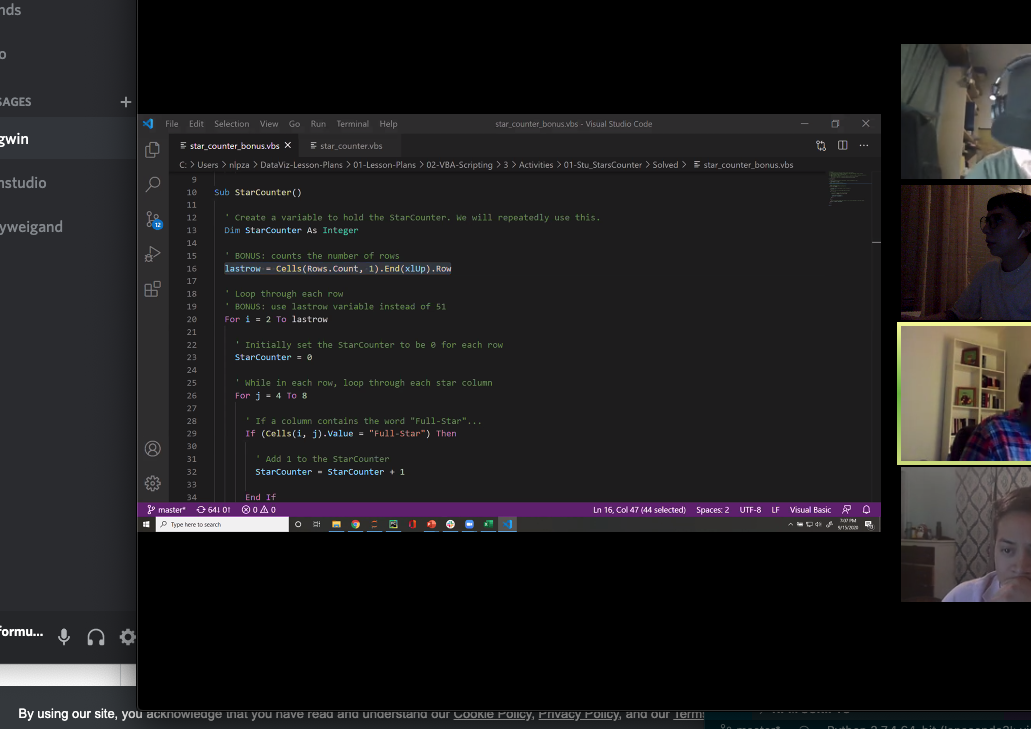 nds
o
SAGES +
gwin
nstudio
yweigand
File Edit Selection View Go Run Terminal Help
star_counter_bonus.vbs - Visual Studio Code
star_counter_bonus.vbs
star_counter.vbs
C: > Users > nlpza > DataViz-Lesson-Plans > 01-Lesson-Plans > 02-VBA-Scripting > 3 > Activities > 01-Stu_StarsCounter > Solved > star_counter_bonus.vbs
9
10 Sub StarCounter()
11
12 ' Create a variable to hold the StarCounter. We will repeatedly use this.
13 Dim StarCounter As Integer
14
15 ' BONUS: counts the number of rows
16 lastrow = Cells(Rows.Count, 1).End(xlUp).Row
17
18 ' Loop through each row
19 ' BONUS: use lastrow variable instead of 51
20 For i = 2 To lastrow
21
22 ' Initially set the StarCounter to be 0 for each row
23 StarCounter = 0
24
25 ' While in each row, loop through each star column
26 For j = 4 To 8
27
28 ' If a column contains the word "Full-Star"...
29 If (Cells(i, j).Value = "Full-Star") Then
30
31 ' Add 1 to the StarCounter
32 StarCounter = StarCounter + 1
33
34 End If
12
master* 64↓ 0↑ 0 0
Ln 16, Col 47 (44 selected) Spaces: 2 UTF-8 LF Visual Basic
Type here to search
7:07 PM
9/15/2020
formu...
By using our site, you acknowledge that you have read and understand our Cookie Policy, Privacy Policy, and our Terms